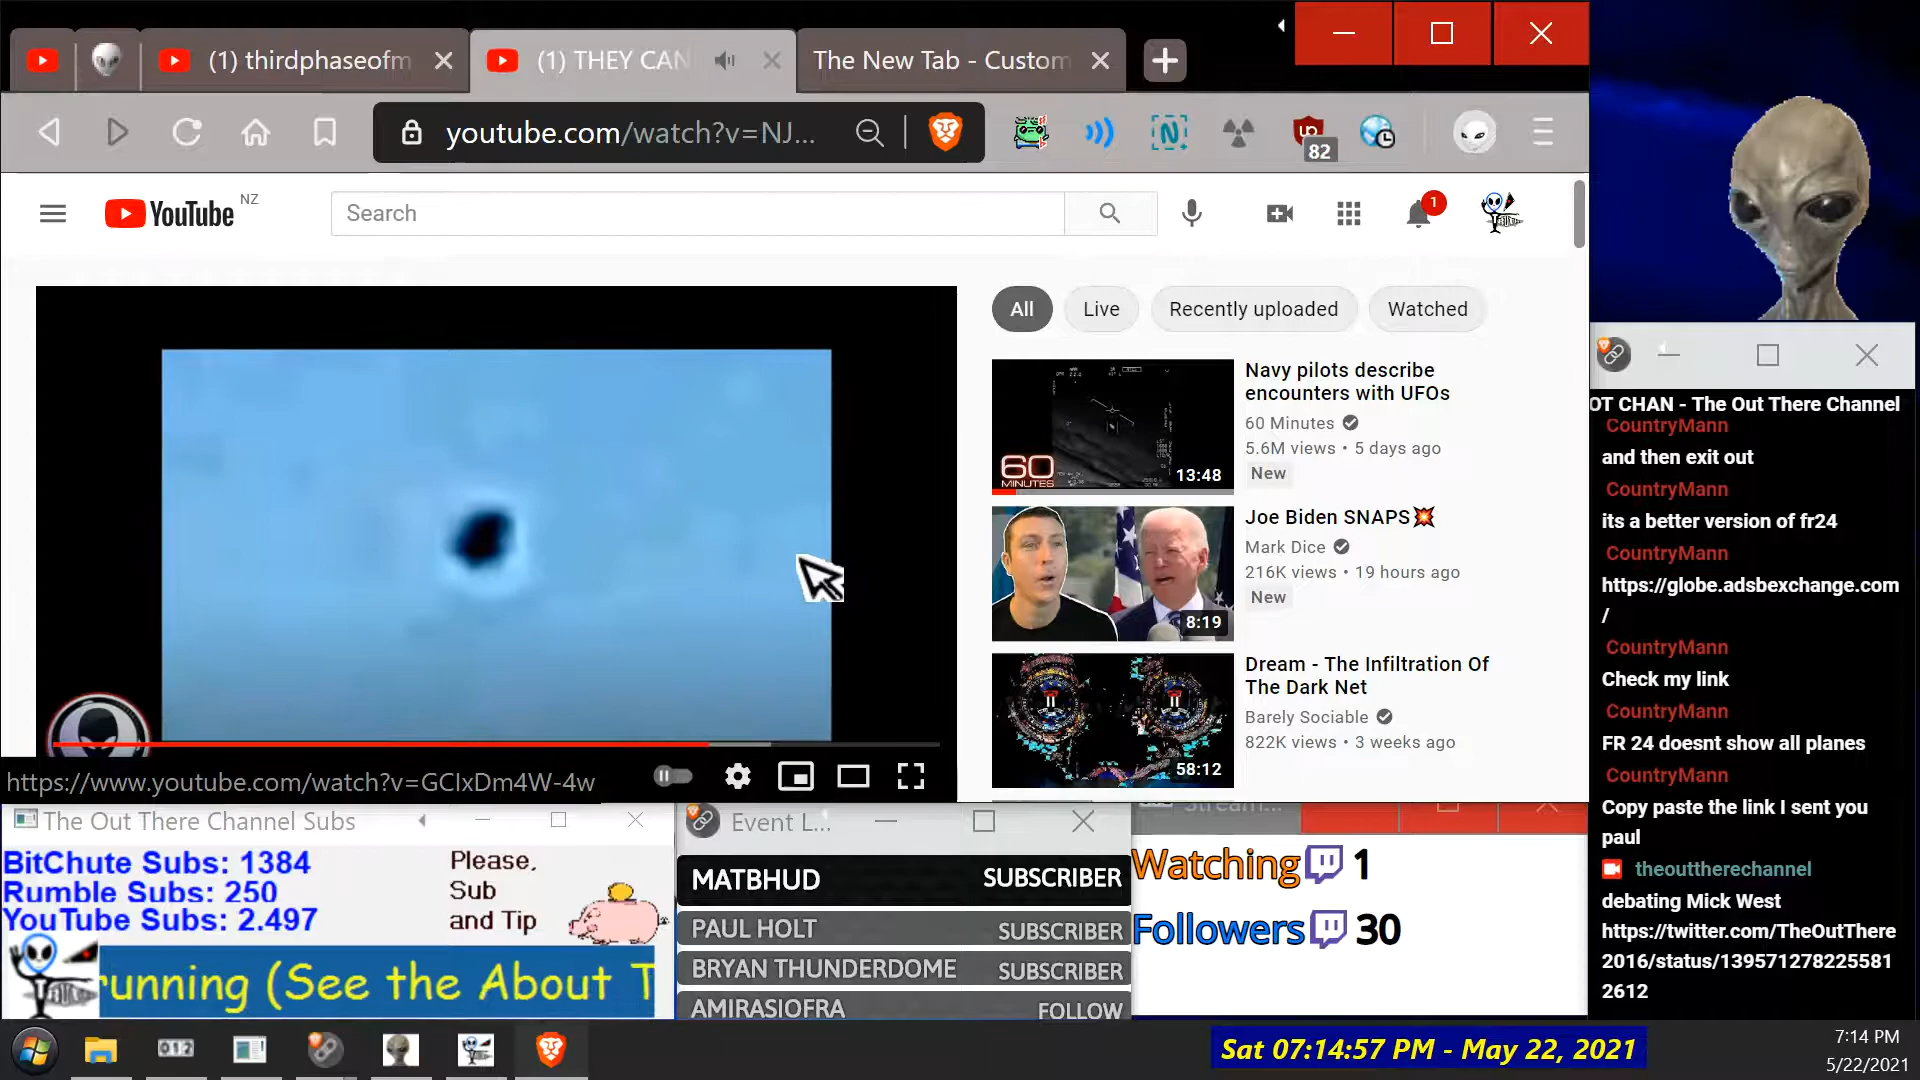 (1) thirdphaseofm
(1) THEY CAN
The New Tab - Custom
youtube.com/watch?v=NJ...
82
YouTube NZ
Search
1
All
Live
Recently uploaded
Watched
Navy pilots describe
encounters with UFOs
60 Minutes
5.6M views • 5 days ago
New
60
MINUTES
13:48
Joe Biden SNAPS💥
Mark Dice
216K views • 19 hours ago
New
8:19
Dream - The Infiltration Of
The Dark Net
Barely Sociable
822K views • 3 weeks ago
58:12
https://www.youtube.com/watch?v=GCIxDm4W-4w
OT CHAN - The Out There Channel
CountryMann
and then exit out
CountryMann
its a better version of fr24
CountryMann
https://globe.adsbexchange.com
/
CountryMann
Check my link
CountryMann
FR 24 doesnt show all planes
CountryMann
Copy paste the link I sent you
paul
theouttherechannel
debating Mick West
https://twitter.com/TheOutThere
2016/status/139571278225581
2612
The Out There Channel Subs
BitChute Subs: 1384
Rumble Subs: 250
YouTube Subs: 2.497
Please,
Sub
and Tip
running (See the About T
Event L...
MATBHUD SUBSCRIBER
PAUL HOLT SUBSCRIBER
BRYAN THUNDERDOME SUBSCRIBER
AMIRASIOFRA FOLLOW
Stream...
Watching 1
Followers 30
012
Sat 07:14:57 PM - May 22, 2021
7:14 PM
5/22/2021